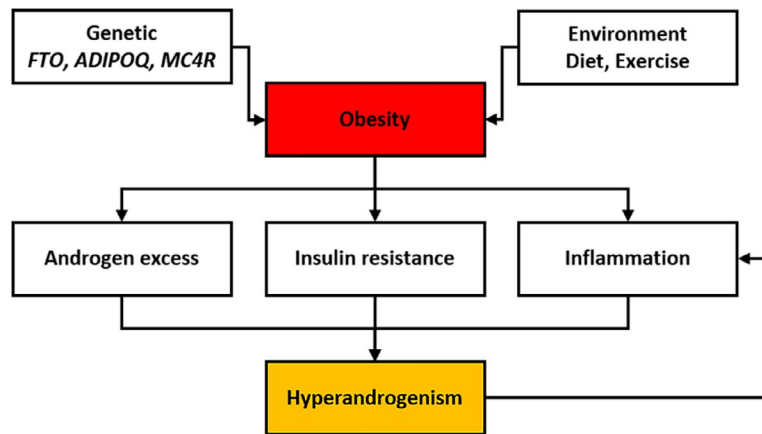 Genetic
FTO, ADIPOQ, MC4R
Environment
Diet, Exercise
Obesity
Androgen excess
Insulin resistance
Inflammation
Hyperandrogenism